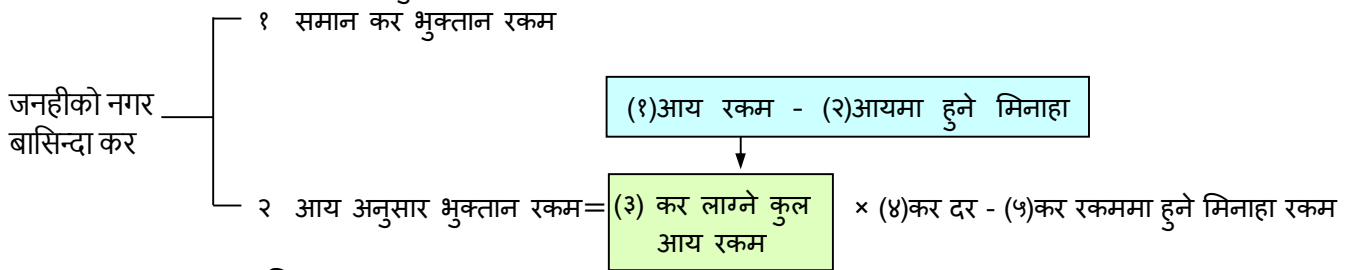 १ समान कर भुक्तान रकम
जनहीको नगर
बासिन्दा कर
(१)आय रकम - (२)आयमा हुने मिनाहा
२ आय अनुसार भुक्तान रकम=
(३) कर लाग्ने कुल
आय रकम
× (४)कर दर - (५)कर रकममा हुने मिनाहा रकम